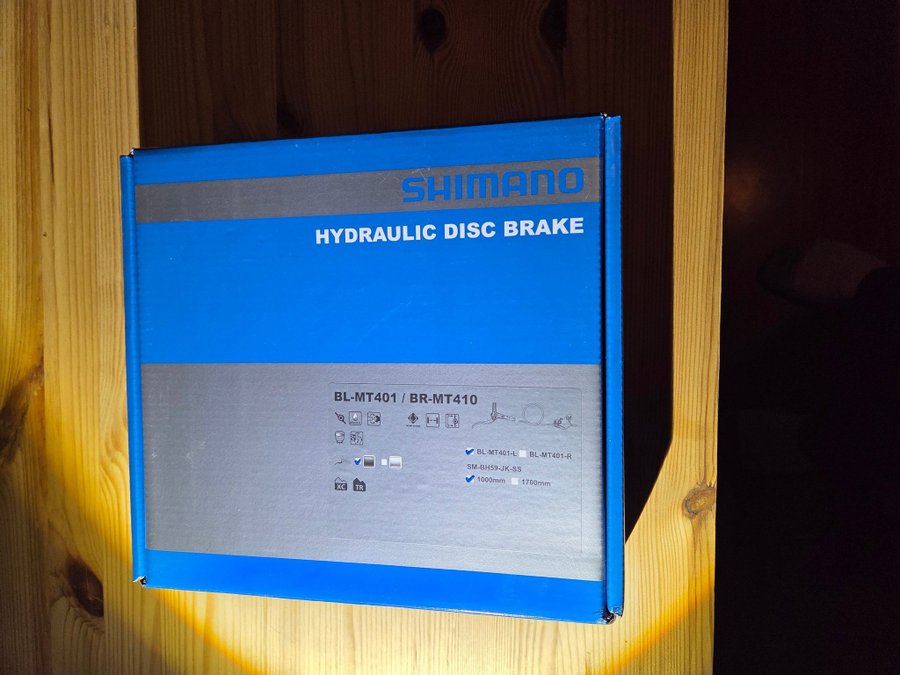 SHIMANO
HYDRAULIC DISC BRAKE
BL-MT401 / BR-MT410
BL-MT401-L BL-MT401-R
SM-BH59-JK-SS
1000mm 1700mm
XC TR